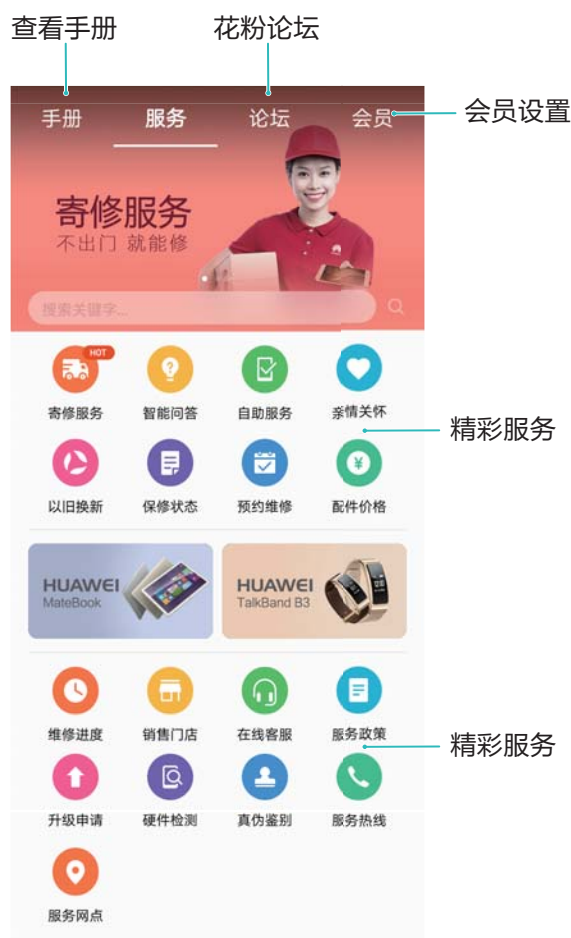 查看手册 花粉论坛
手册 服务 论坛 会员 会员设置
寄修服务
不出门 就能修
搜索关键字...
HOT
寄修服务 智能问答 自助服务 亲情关怀
精彩服务
以旧换新 保修状态 预约维修 配件价格
HUAWEI HUAWEI
MateBook TalkBand B3
维修进度 销售门店 在线客服 服务政策
精彩服务
升级申请 硬件检测 真伪鉴别 服务热线
服务网点